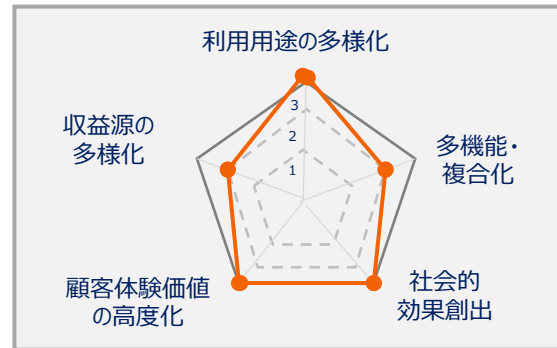 利用用途の多様化
3
2
1
収益源の
多様化
多機能・
複合化
顧客体験価値
の高度化
社会的
効果創出